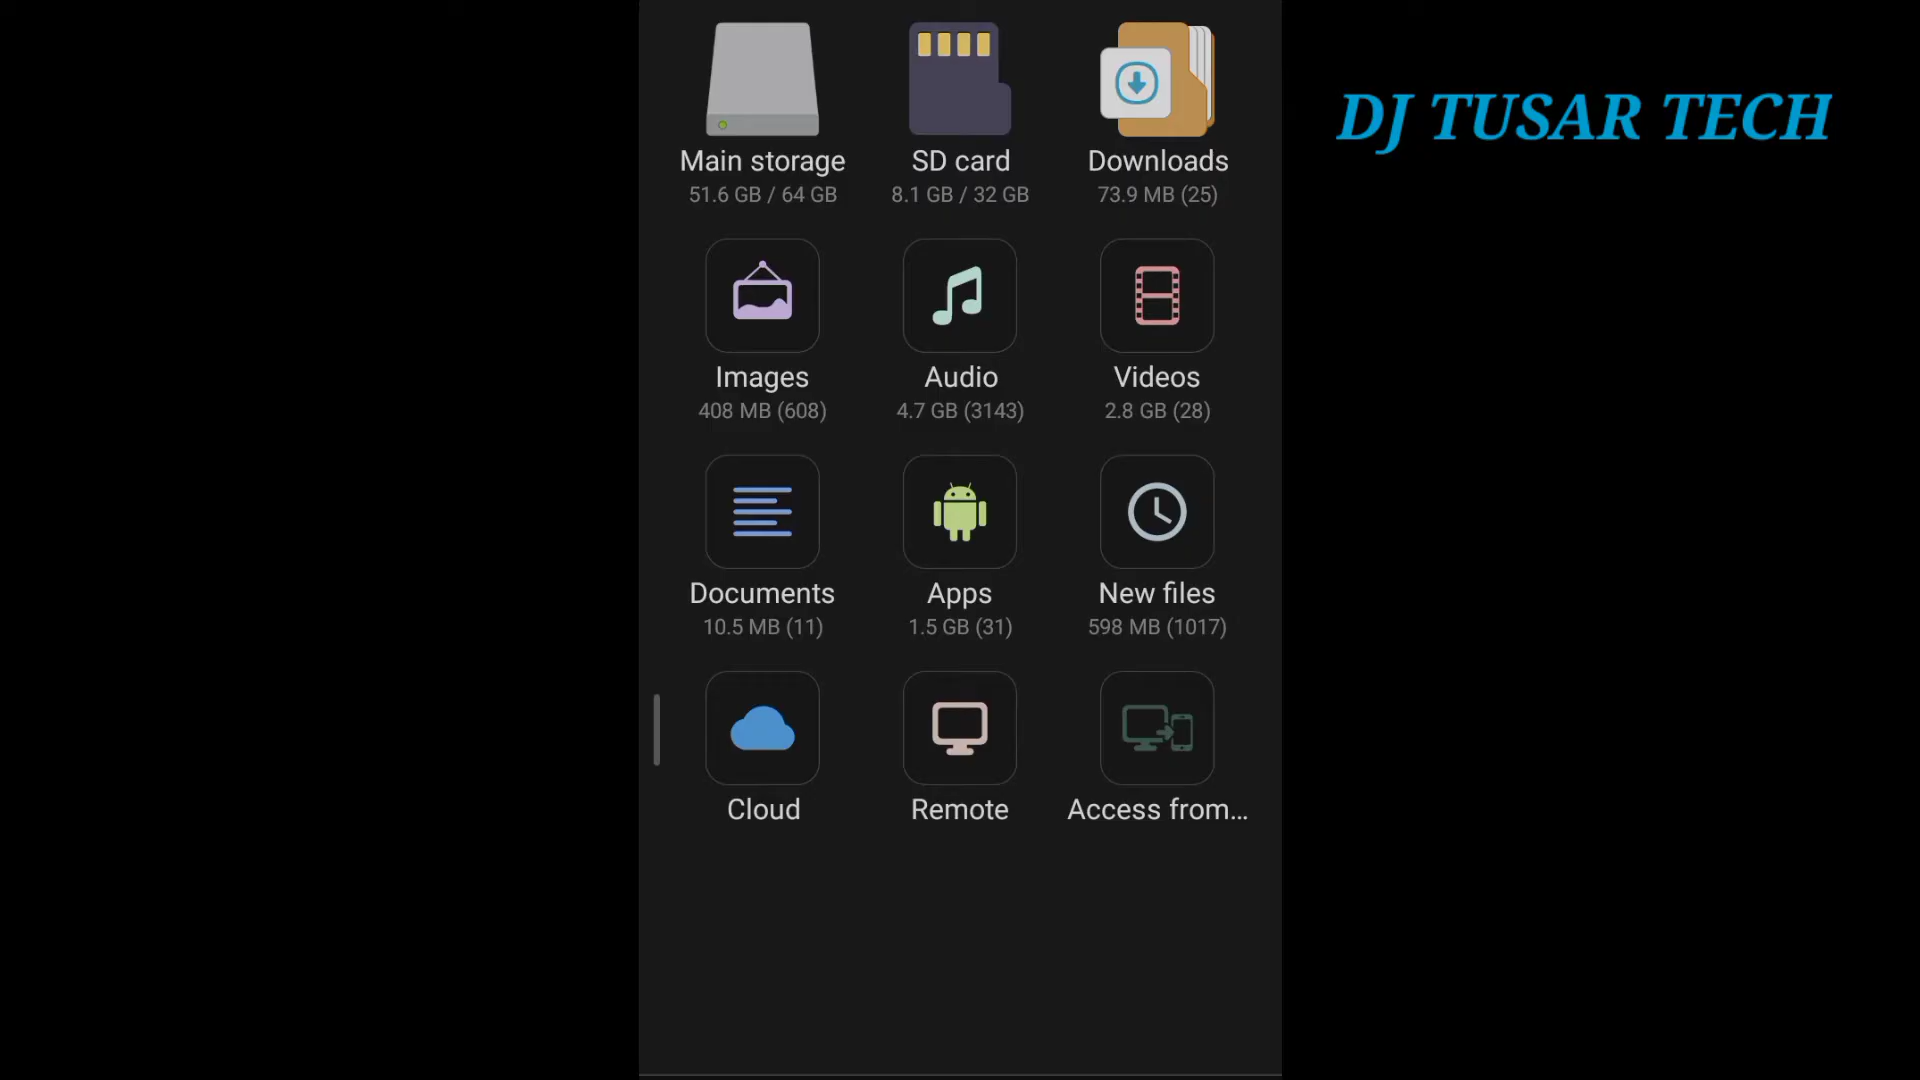 DJ TUSAR TECH
Main storage
51.6 GB / 64 GB
SD card
8.1 GB / 32 GB
Downloads
73.9 MB (25)
Images
408 MB (608)
Audio
4.7 GB (3143)
Videos
2.8 GB (28)
Documents
10.5 MB (11)
Apps
1.5 GB (31)
New files
598 MB (1017)
Cloud
Remote
Access from...